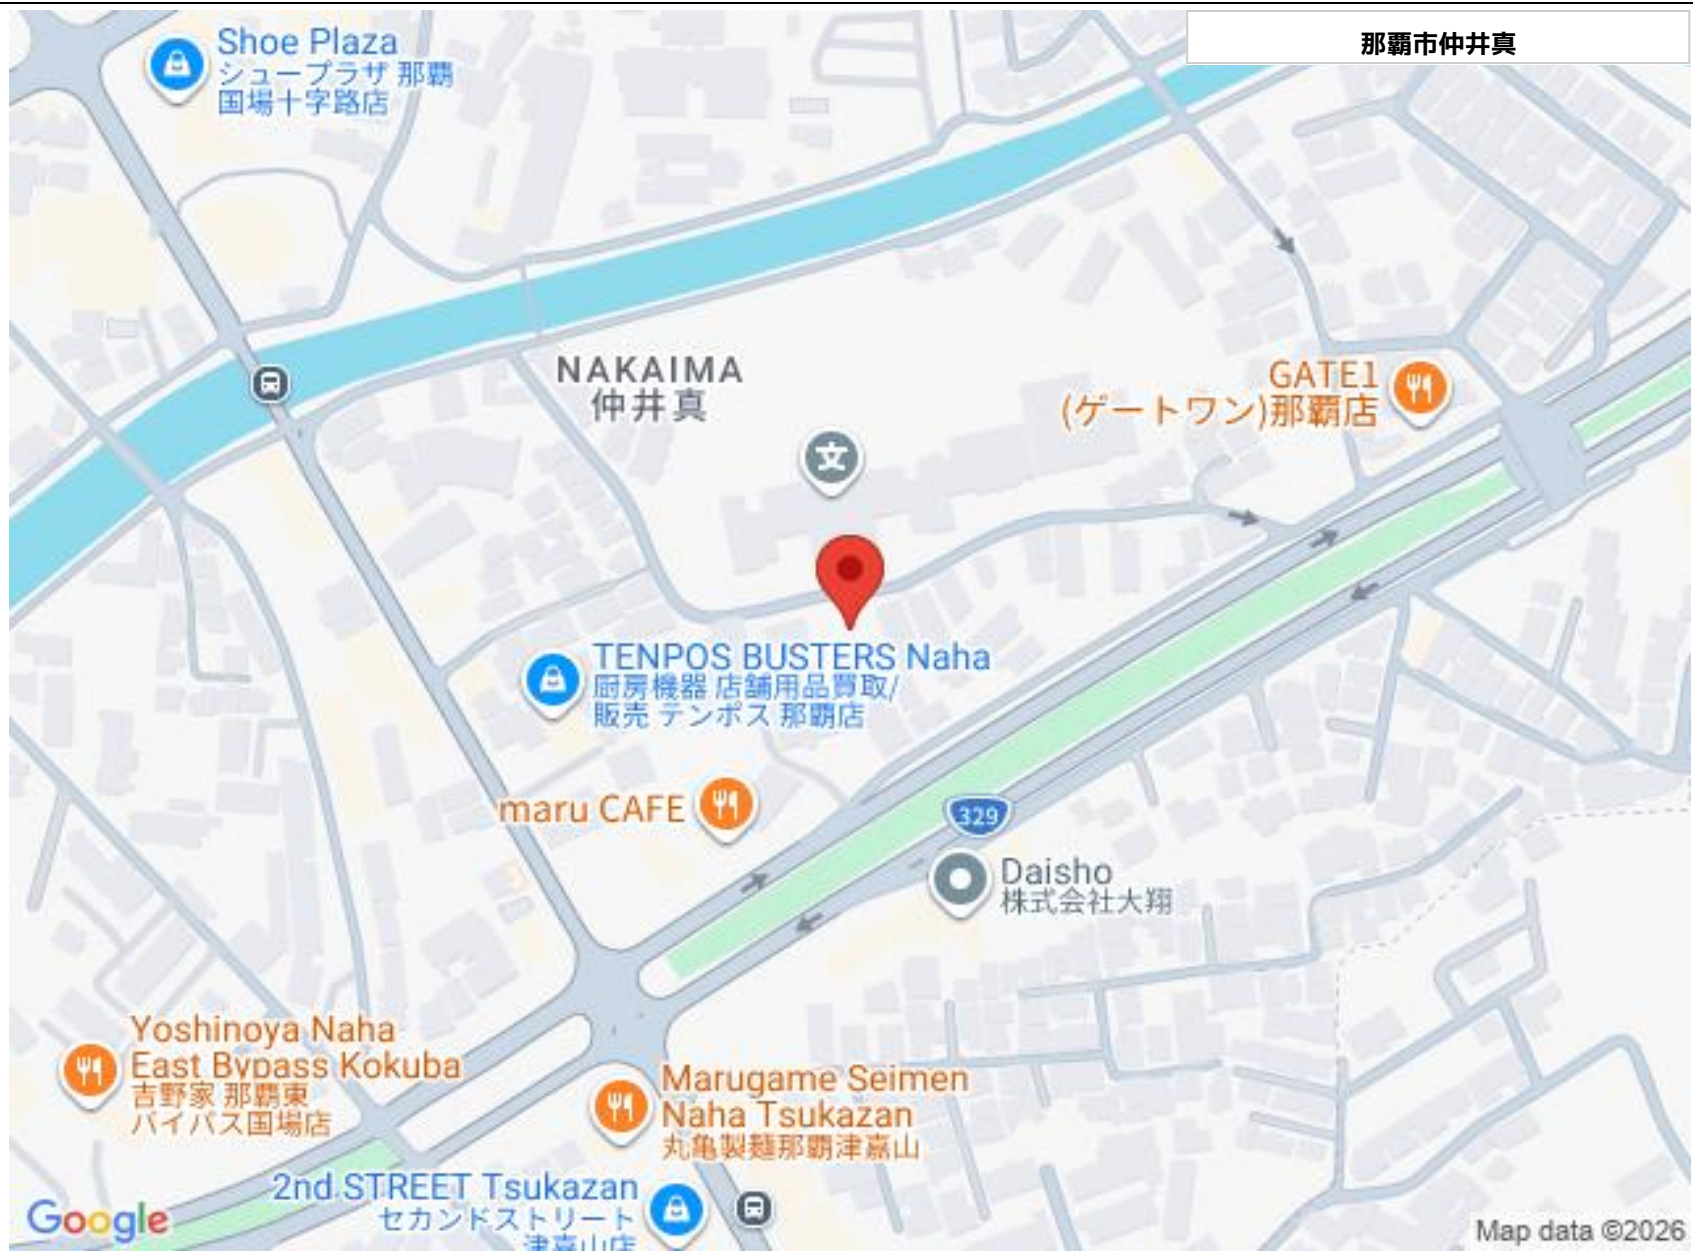 那覇市仲井真
Shoe Plaza
シュープラザ 那覇
国場十字路店
NAKAIMA
仲井真
GATE1
(ゲートワン)那覇店
文
TENPOS BUSTERS Naha
厨房機器 店舗用品買取/
販売 テンポス 那覇店
maru CAFE
329
Daisho
株式会社大翔
Yoshinoya Naha
East Bypass Kokuba
吉野家 那覇東
バイパス国場店
Marugame Seimen
Naha Tsukazan
丸亀製麺那覇津嘉山
2nd STREET Tsukazan
セカンドストリート
津嘉山店
Google
Map data ©2026